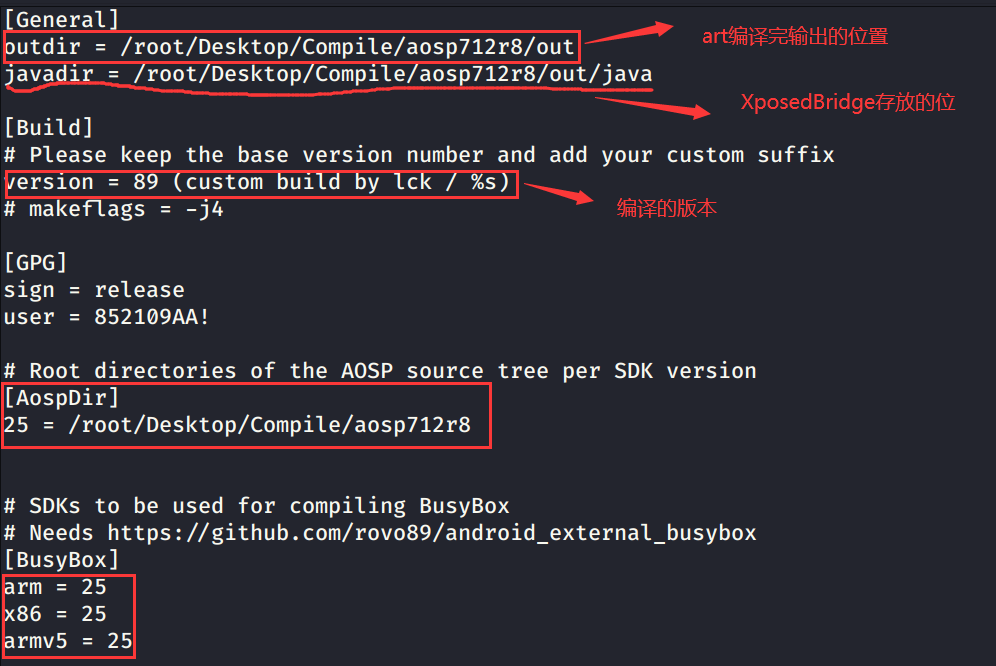 [General]
outdir = /root/Desktop/Compile/aosp712r8/out
art编译完输出的位置
javadir = /root/Desktop/Compile/aosp712r8/out/java
XposedBridge存放的位
[Build]
# Please keep the base version number and add your custom suffix
version = 89 (custom build by lck / %s)
编译的版本
# makeflags = -j4
[GPG]
sign = release
user = 852109AA!
# Root directories of the AOSP source tree per SDK version
[AospDir]
25 = /root/Desktop/Compile/aosp712r8
# SDKs to be used for compiling BusyBox
# Needs https://github.com/rovo89/android_external_busybox
[BusyBox]
arm = 25
x86 = 25
armv5 = 25